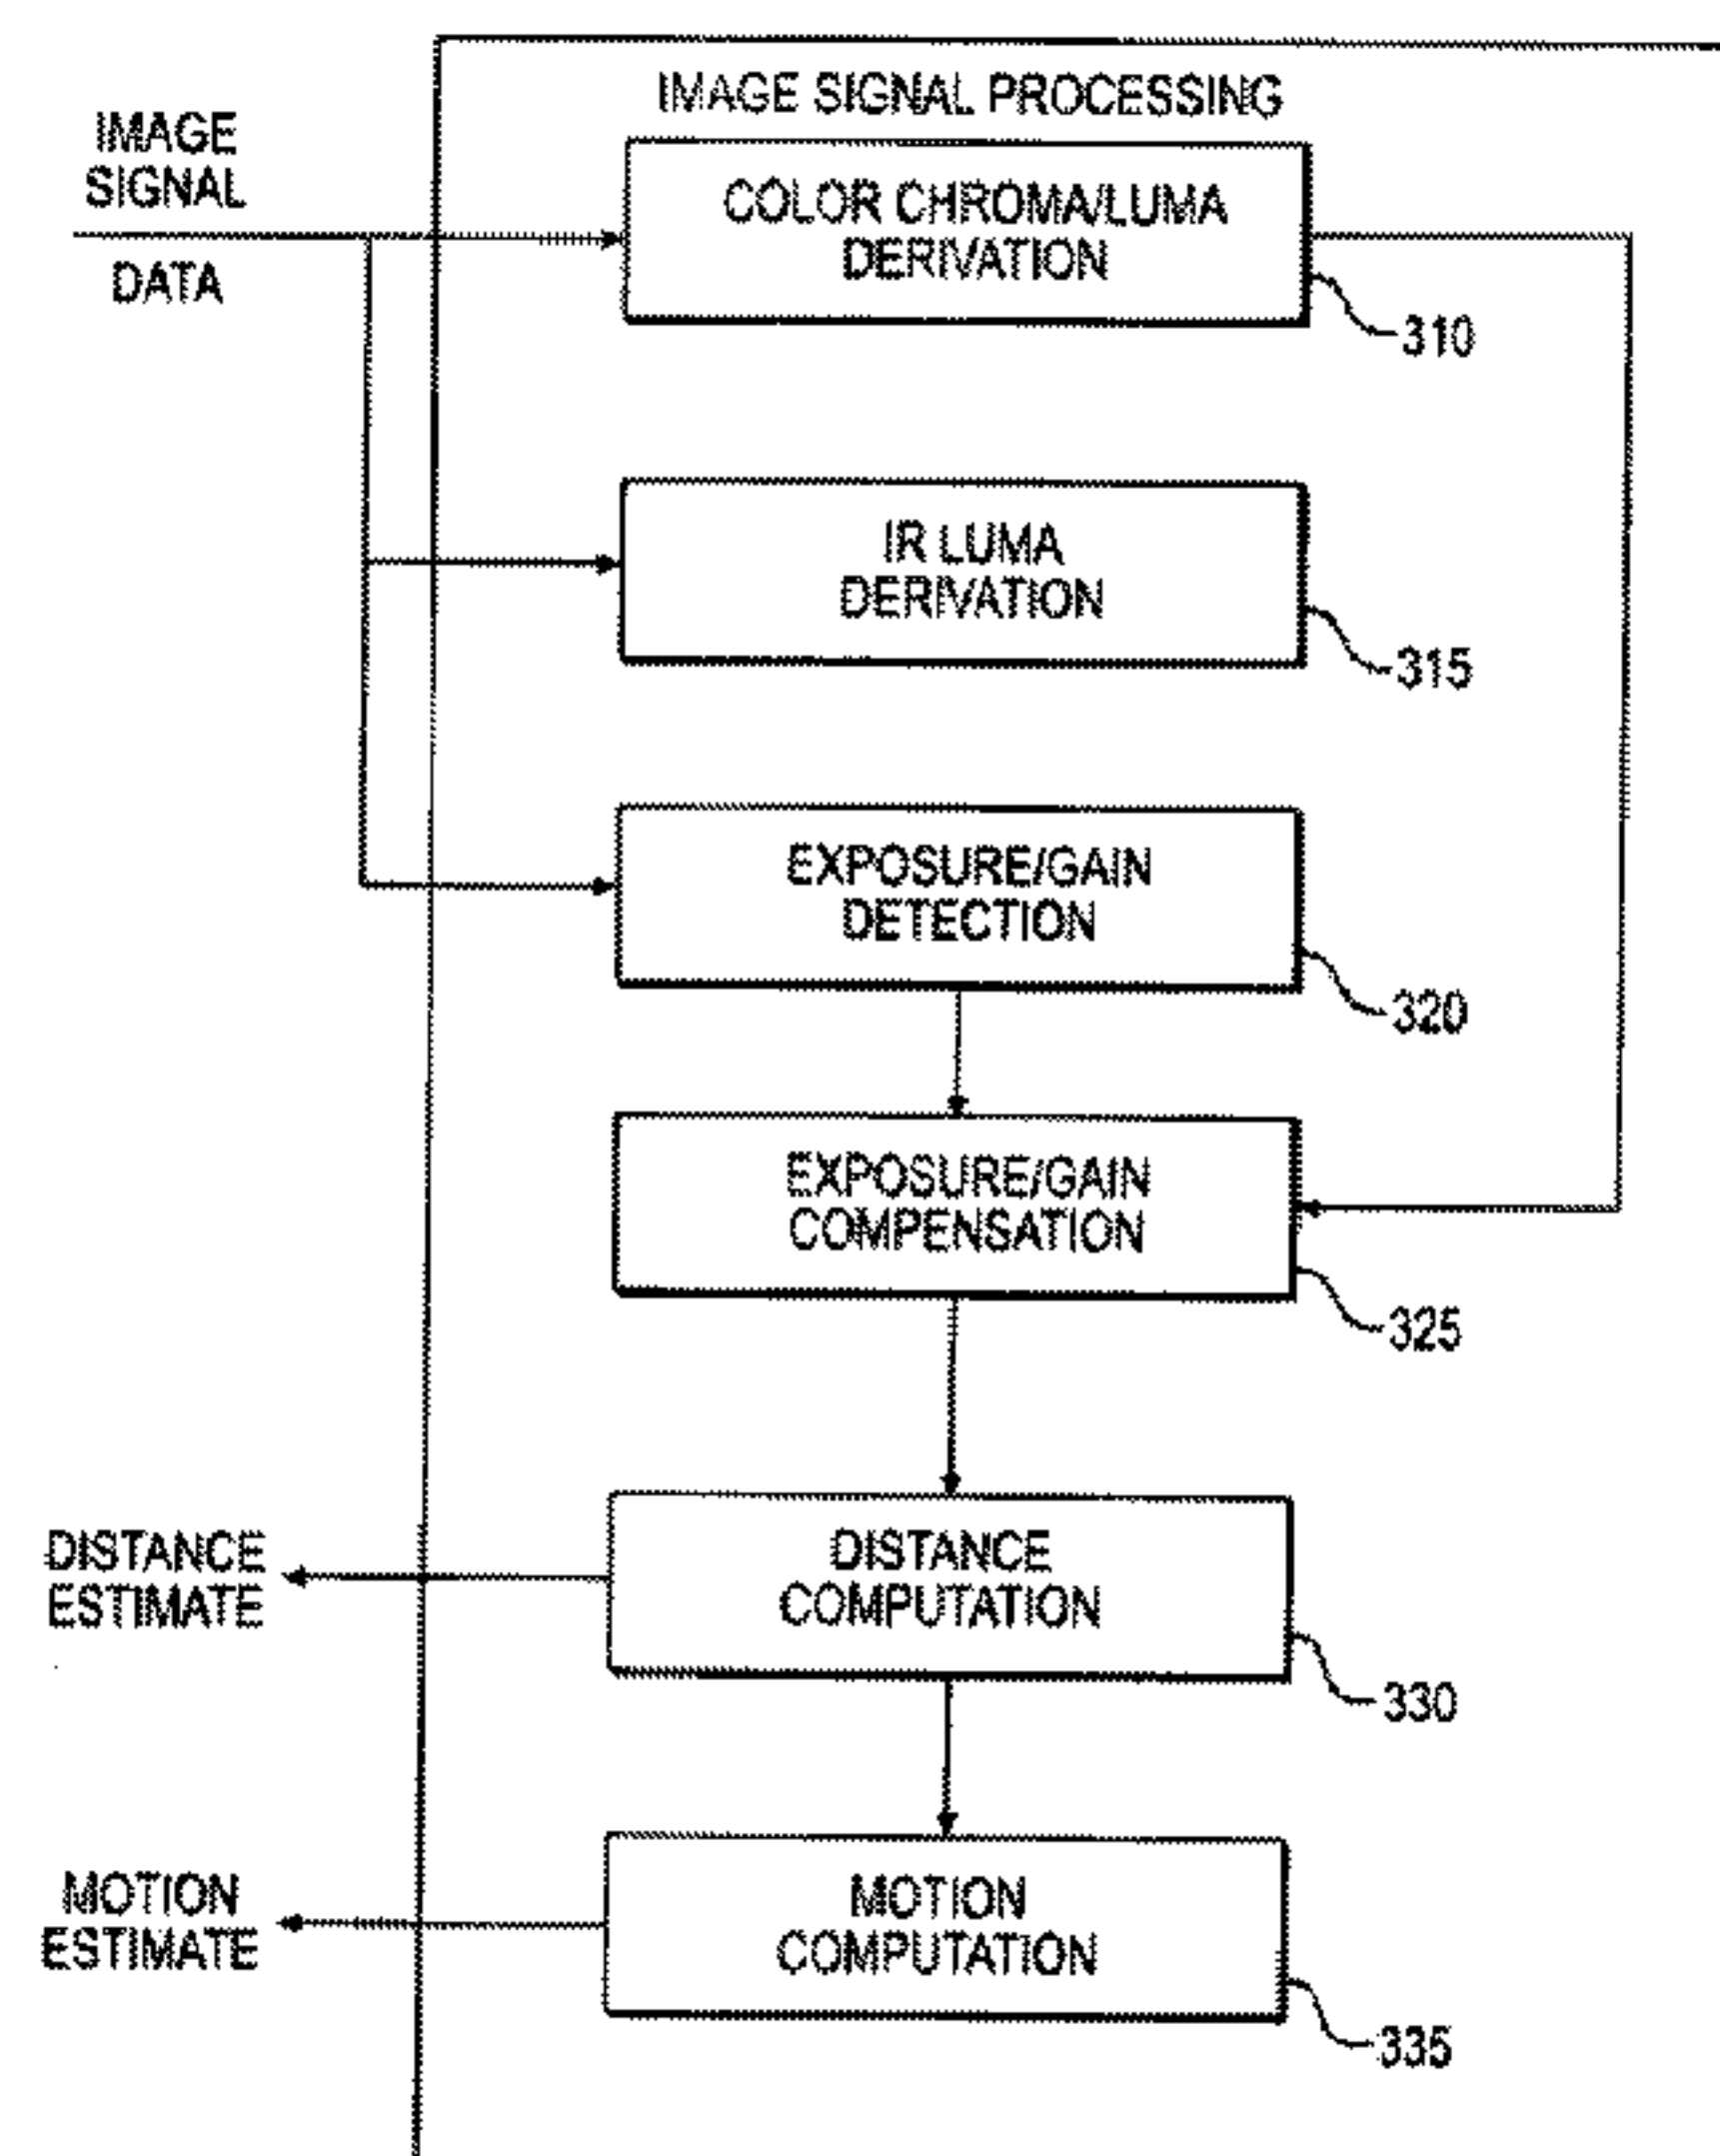 IMAGE SIGNAL PROCESSING
IMAGE
SIGNAL
DATA
COLOR CHROMA/LUMA
DERIVATION
310
IR LUMA
DERIVATION
315
EXPOSURE/GAIN
DETECTION
320
EXPOSURE/GAIN
COMPENSATION
325
DISTANCE
ESTIMATE
DISTANCE
COMPUTATION
330
MOTION
ESTIMATE
MOTION
COMPUTATION
335